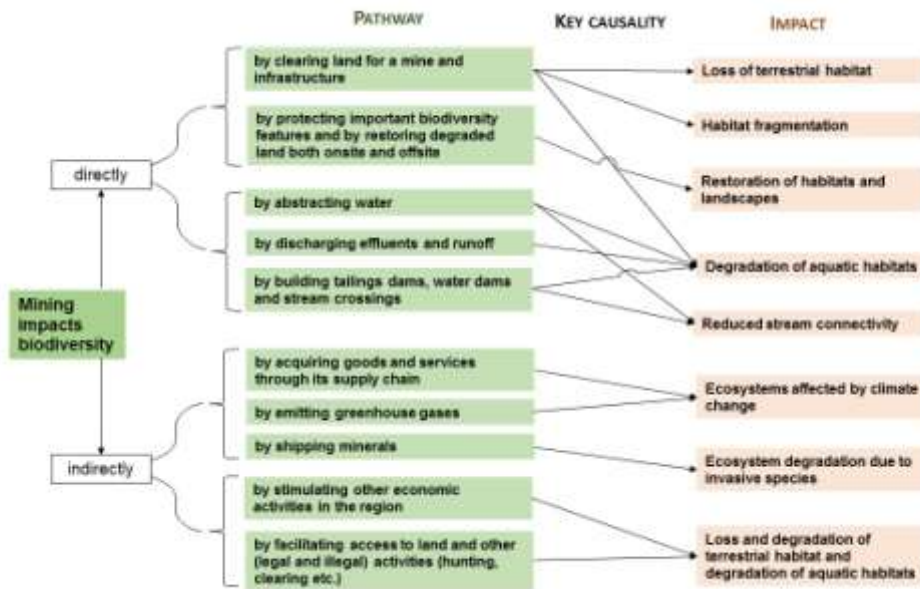 PATHWAY
KEY CAUSALITY
IMPACT
by clearing land for a mine and
infrastructure
by protecting important biodiversity
features and by restoring degraded
land both onsite and offsite
by abstracting water
by discharging effluents and runoff
by building tailings dams, water dams
and stream crossings
by acquiring goods and services
through its supply chain
by emitting greenhouse gases
by shipping minerals
by stimulating other economic
activities in the region
by facilitating access to land and other
(legal and illegal) activities (hunting,
clearing etc.)
directly
Mining
impacts
biodiversity
indirectly
Loss of terrestrial habitat
Habitat fragmentation
Restoration of habitats and
landscapes
Degradation of aquatic habitats
Reduced stream connectivity
Ecosystems affected by climate
change
Ecosystem degradation due to
invasive species
Loss and degradation of
terrestrial habitat and
degradation of aquatic habitats